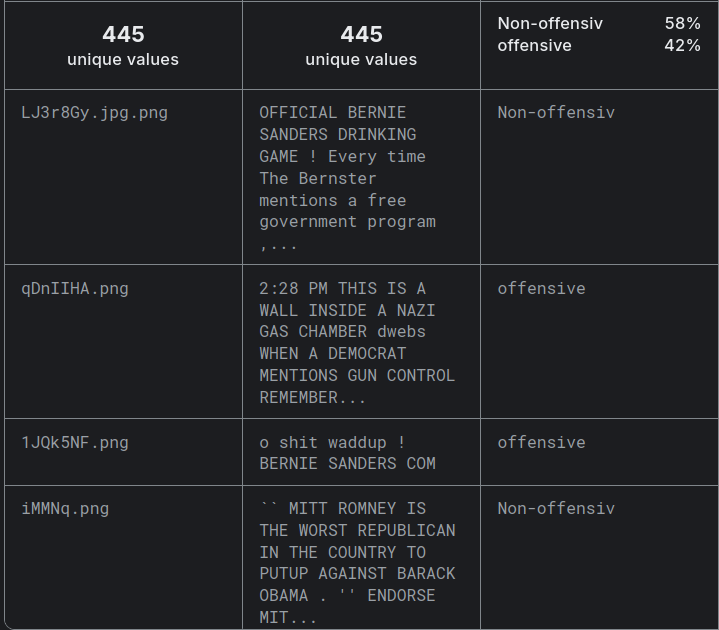 445
unique values
445
unique values
Non-offensiv 58%
offensive 42%
LJ3r8Gy.jpg.png
OFFICIAL BERNIE
SANDERS DRINKING
GAME ! Every time
The Bernster
mentions a free
government program
,...
Non-offensiv
qDnIIHA.png
2:28 PM THIS IS A
WALL INSIDE A NAZI
GAS CHAMBER dwebs
WHEN A DEMOCRAT
MENTIONS GUN CONTROL
REMEMBER...
offensive
1JQk5NF.png
o shit waddup !
BERNIE SANDERS COM
offensive
iMMNq.png
`` MITT ROMNEY IS
THE WORST REPUBLICAN
IN THE COUNTRY TO
PUTUP AGAINST BARACK
OBAMA . '' ENDORSE
MIT...
Non-offensiv